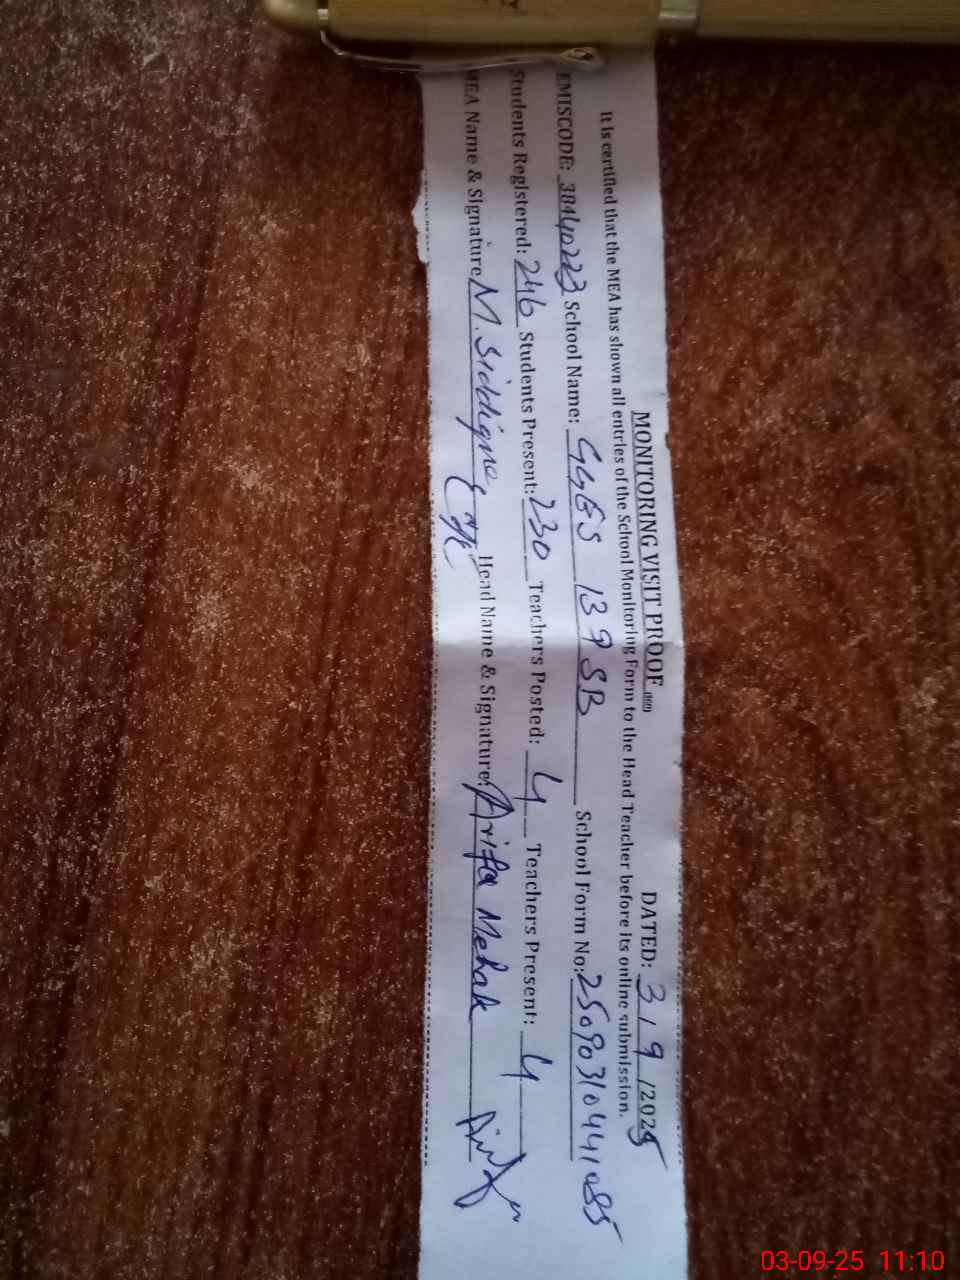 MONITORING VISIT PROOF
DATED: 3/9/2025
It is certified that the MEA has shown all entries of the School Monitoring Form to the Head Teacher before its online submission.
EMISCODE: 38440223 School Name: GGES 139 SB School Form No: 250903104441085
Students Registered: 246 Students Present: 230 Teachers Posted: 4 Teachers Present: 4
MEA Name & Signature M. Siddique Head Name & Signature: Arifa Mehak
03-09-25 11:10